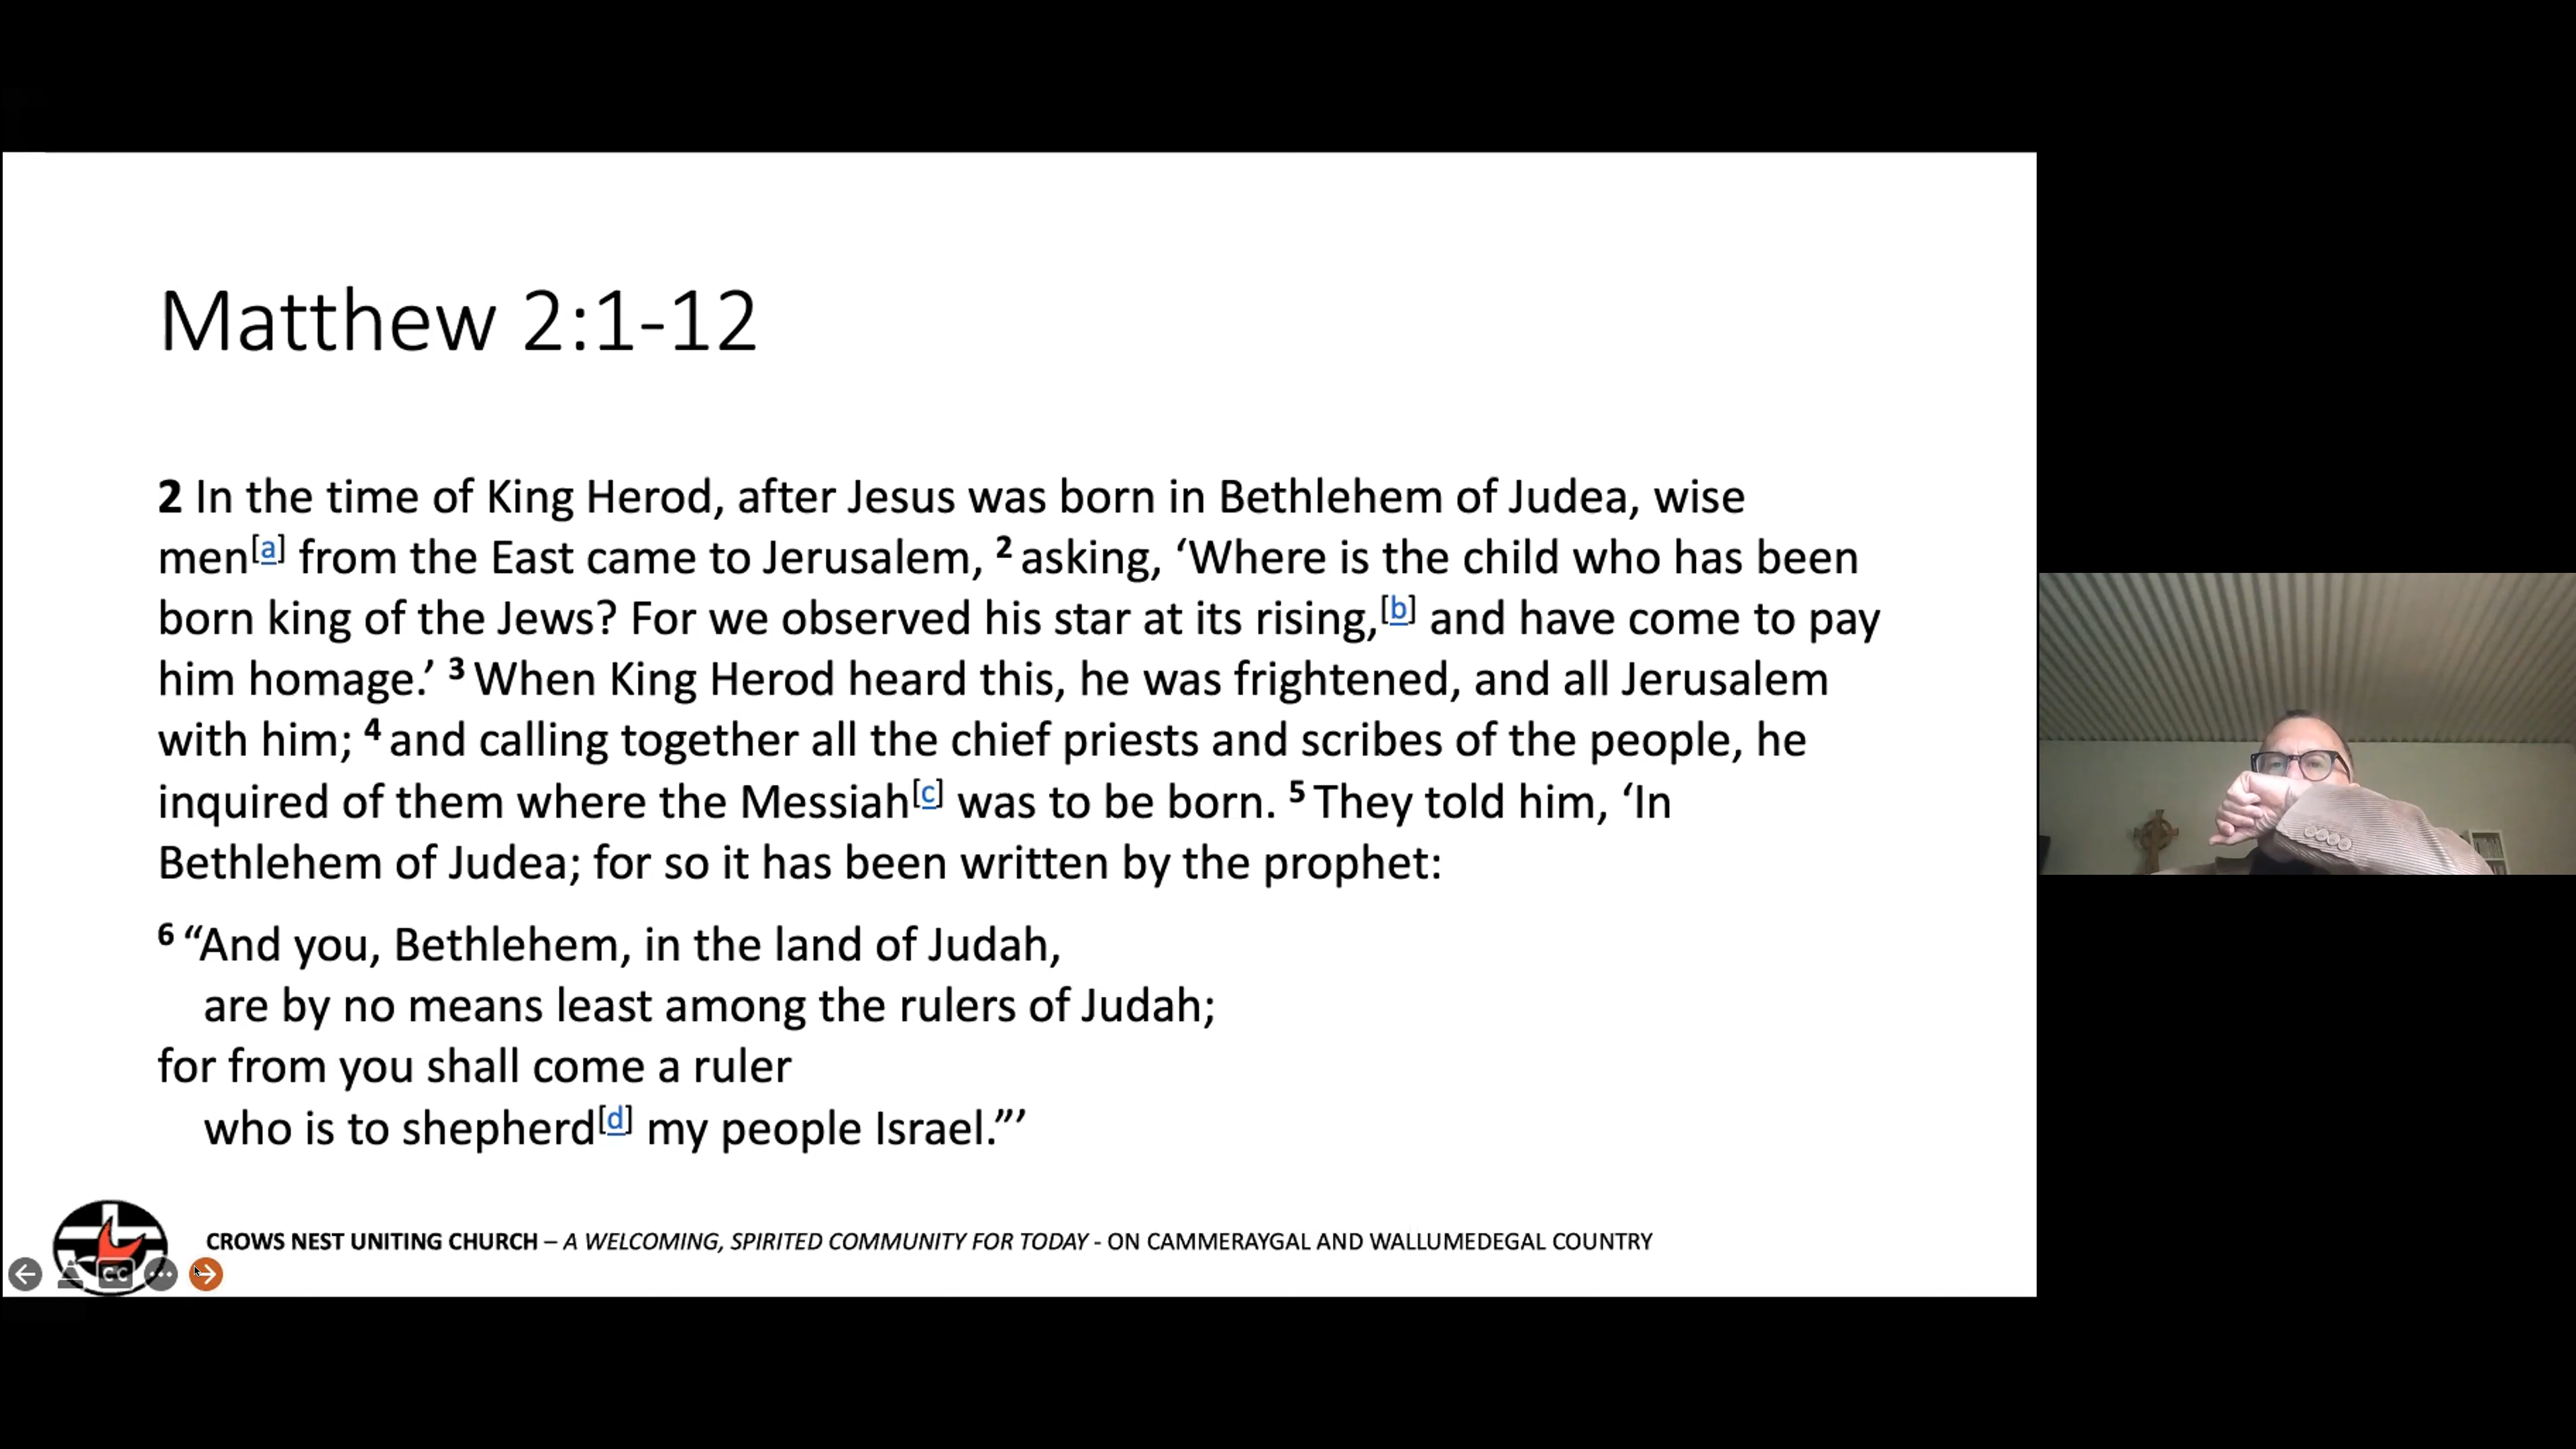 Matthew 2:1-12
2 In the time of King Herod, after Jesus was born in Bethlehem of Judea, wise
men[a] from the East came to Jerusalem, 2 asking, ‘Where is the child who has been
born king of the Jews? For we observed his star at its rising,[b] and have come to pay
him homage.’ 3 When King Herod heard this, he was frightened, and all Jerusalem
with him; 4 and calling together all the chief priests and scribes of the people, he
inquired of them where the Messiah[c] was to be born. 5 They told him, ‘In
Bethlehem of Judea; for so it has been written by the prophet:
6 “And you, Bethlehem, in the land of Judah,
are by no means least among the rulers of Judah;
for from you shall come a ruler
who is to shepherd[d] my people Israel.”’
CROWS NEST UNITING CHURCH – A WELCOMING, SPIRITED COMMUNITY FOR TODAY - ON CAMMERAYGAL AND WALLUMEDEGAL COUNTRY
CC